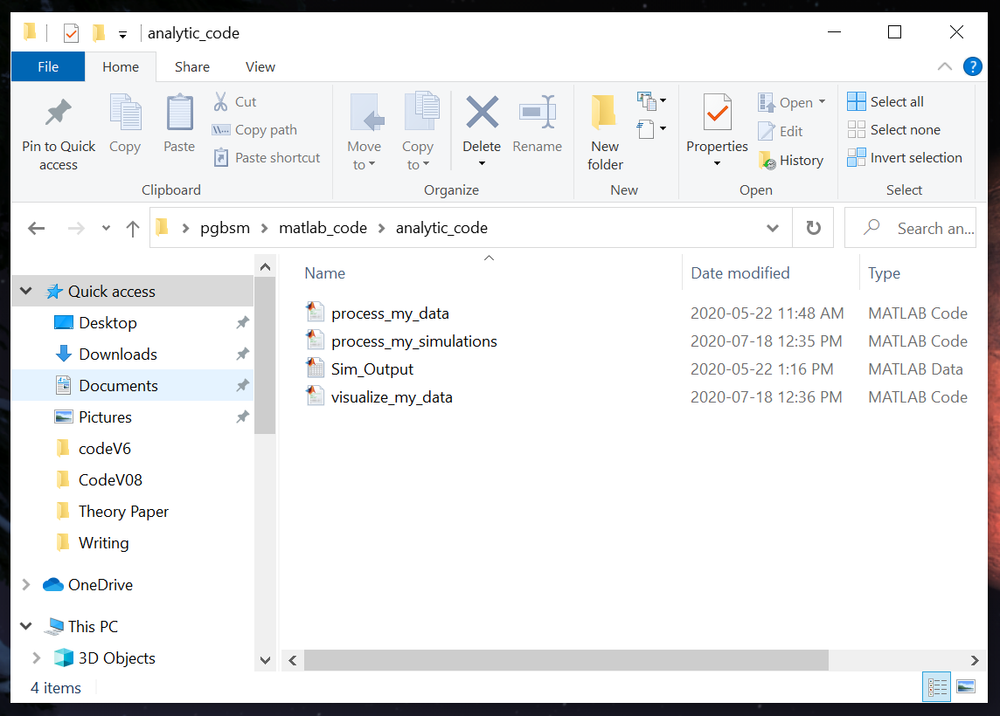 analytic_code
File Home Share View
Pin to Quick access
Copy
Paste
Cut
Copy path
Paste shortcut
Clipboard
Move to
Copy to
Delete
Rename
Organize
New folder
New
Properties
Open
Edit
History
Open
Select all
Select none
Invert selection
Select
pgbsm matlab_code analytic_code
Search an...
Quick access
Desktop
Downloads
Documents
Pictures
codeV6
CodeV08
Theory Paper
Writing
OneDrive
This PC
3D Objects
Name Date modified Type
process_my_data 2020-05-22 11:48 AM MATLAB Code
process_my_simulations 2020-07-18 12:35 PM MATLAB Code
Sim_Output 2020-05-22 1:16 PM MATLAB Data
visualize_my_data 2020-07-18 12:36 PM MATLAB Code
4 items